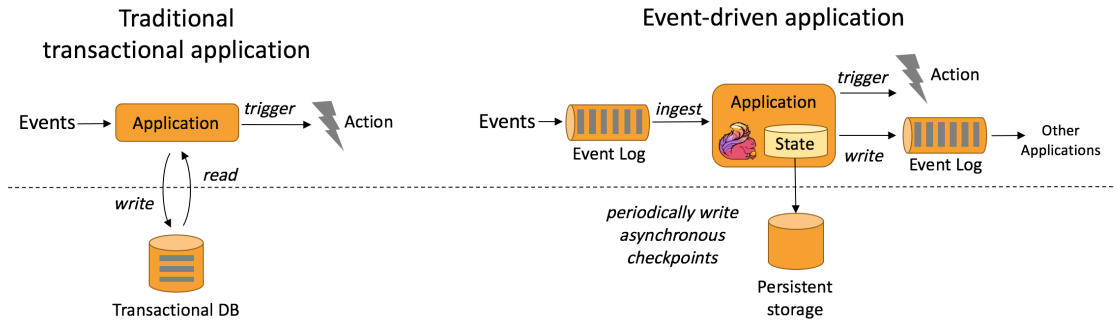 Traditional
transactional application
Events
Application
trigger
Action
write
read
Transactional DB
Event-driven application
Events
Event Log
ingest
Application
State
trigger
Action
write
Event Log
Other
Applications
periodically write
asynchronous
checkpoints
Persistent
storage